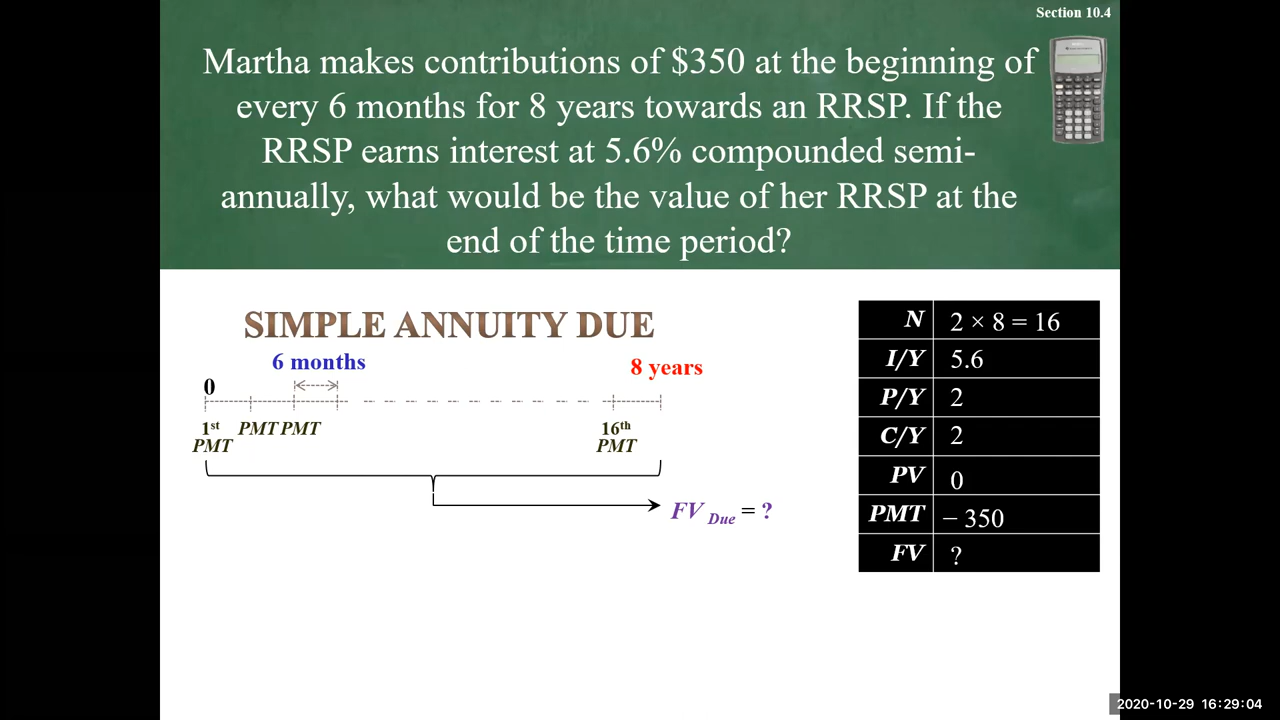 Section 10.4
Martha makes contributions of $350 at the beginning of
every 6 months for 8 years towards an RRSP. If the
RRSP earns interest at 5.6% compounded semi-
annually, what would be the value of her RRSP at the
end of the time period?
SIMPLE ANNUITY DUE
6 months
8 years
0
1st PMT PMT 16th
PMT PMT
FV Due = ?
N 2 × 8 = 16
I/Y 5.6
P/Y 2
C/Y 2
PV 0
PMT − 350
FV ?
2020-10-29 16:29:04